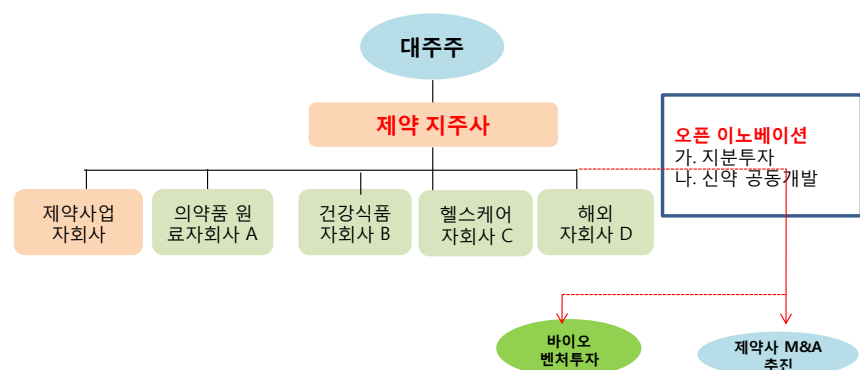 대주주
제약 지주사
오픈 이노베이션
가. 지분투자
나. 신약 공동개발
제약사업
자회사
의약품 원
료자회사 A
건강식품
자회사 B
헬스케어
자회사 C
해외
자회사 D
바이오
벤처투자
제약사 M&A
추진